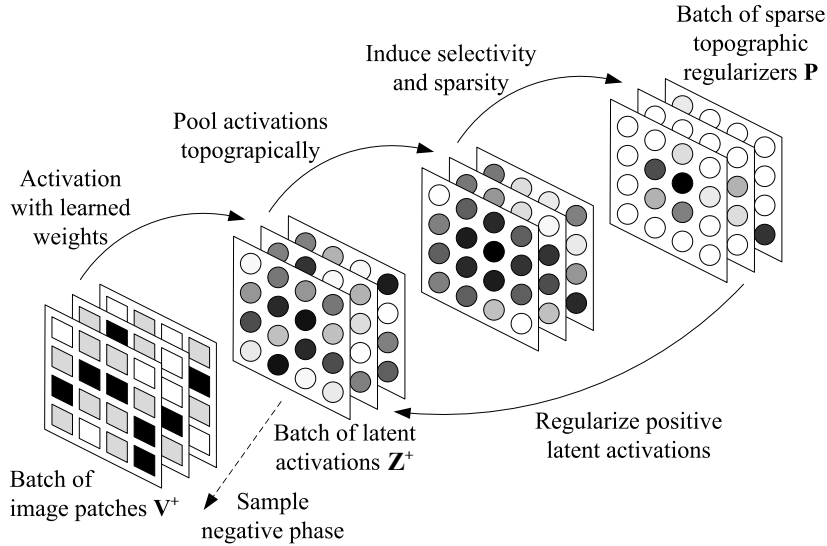 Batch of sparse
topographic
regularizers P
Induce selectivity
and sparsity
Pool activations
topograpically
Activation
with learned
weights
Batch of latent
activations Z⁺
Regularize positive
latent activations
Batch of
image patches V⁺
Sample
negative phase